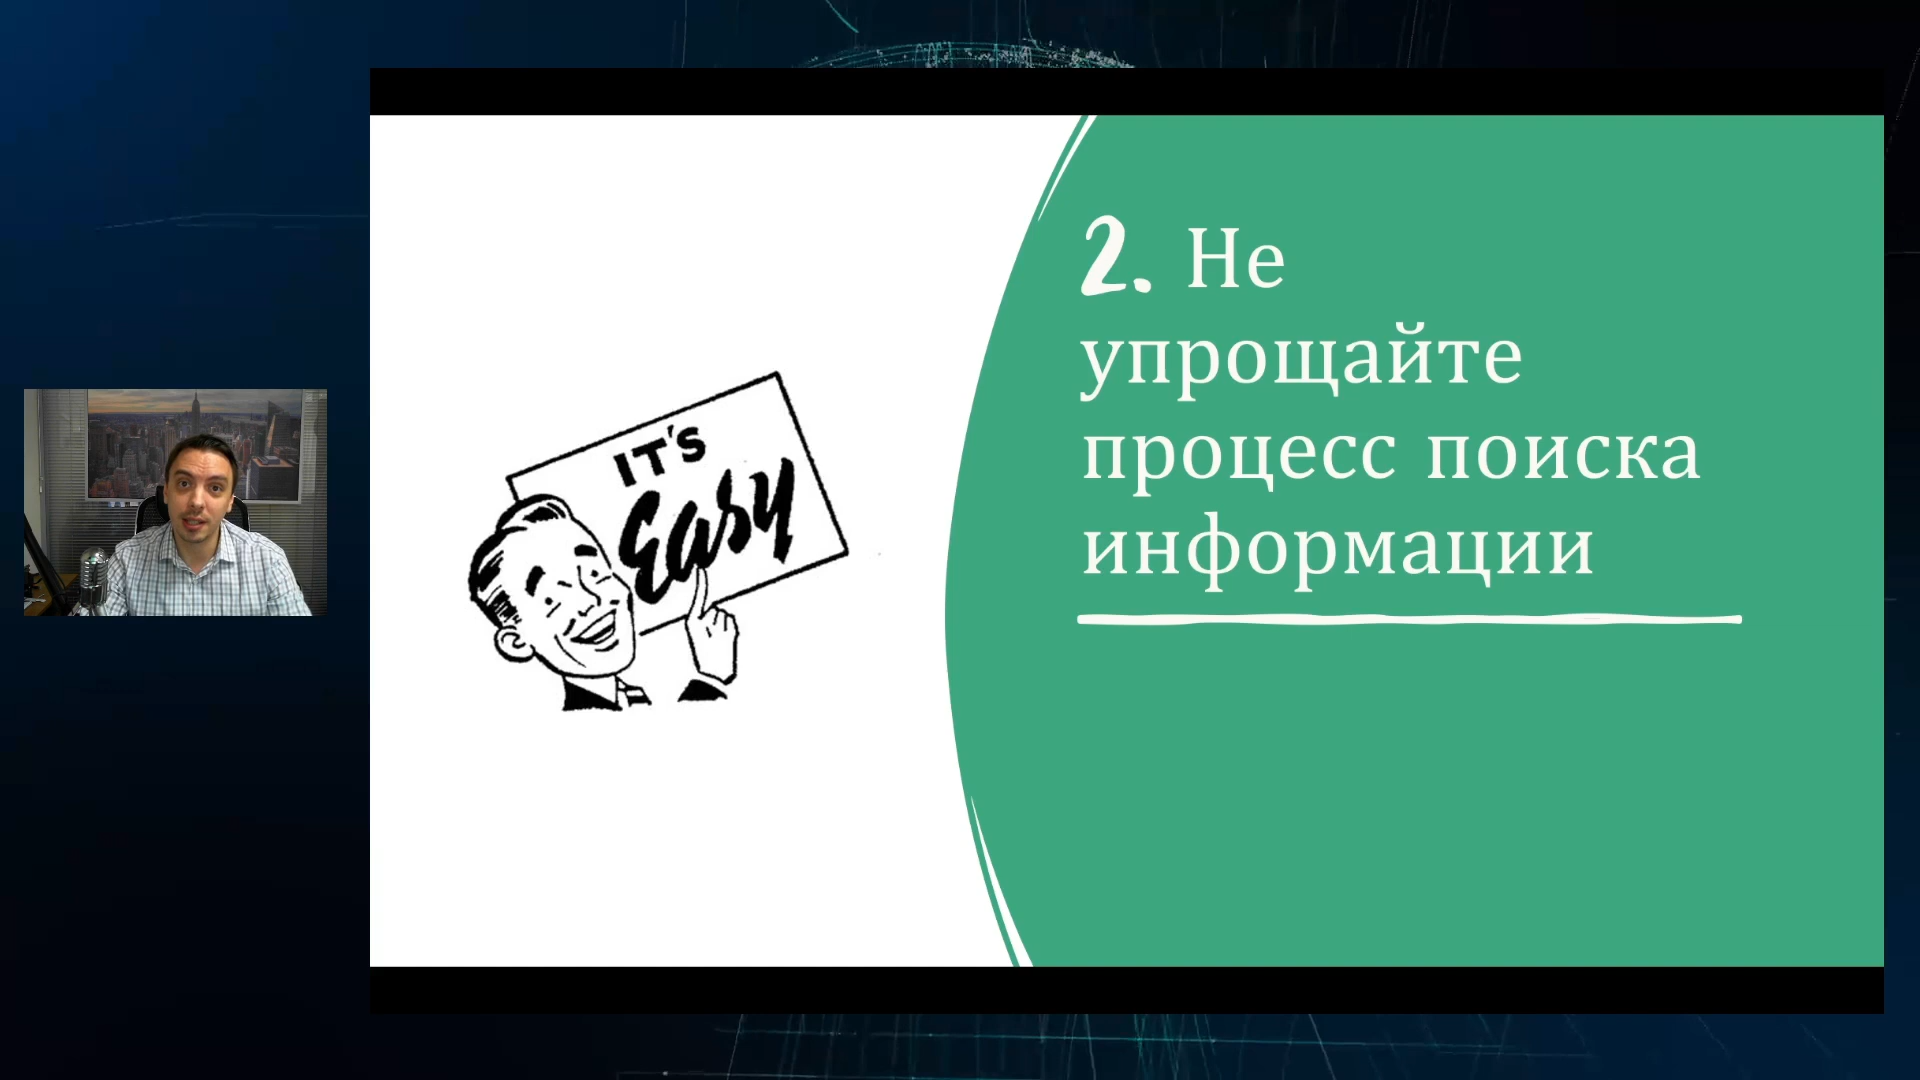 IT'S
Easy
2. Не
упрощайте
процесс поиска
информации